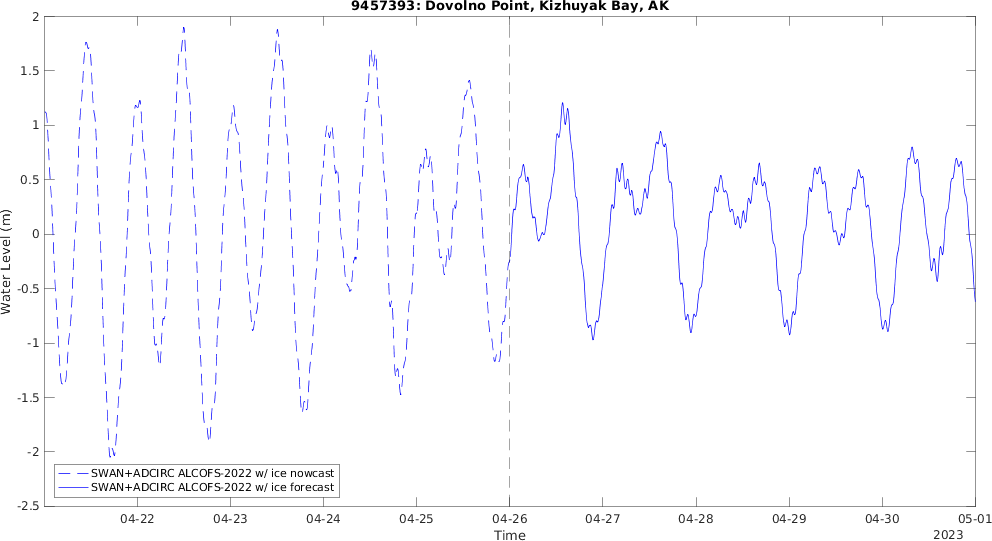 9457393: Dovolno Point, Kizhuyak Bay, AK
Water Level (m)
2
1.5
1
0.5
0
-0.5
-1
-1.5
-2
-2.5
SWAN+ADCIRC ALCOFS-2022 w/ ice nowcast
SWAN+ADCIRC ALCOFS-2022 w/ ice forecast
04-22 04-23 04-24 04-25 04-26 04-27 04-28 04-29 04-30 05-01
Time
2023